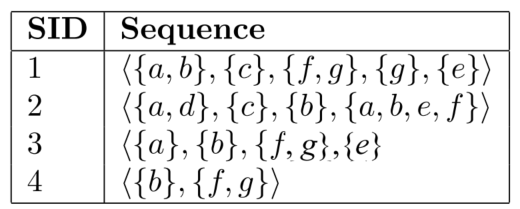 SID Sequence
1 ⟨{a, b}, {c}, {f, g}, {g}, {e}⟩
2 ⟨{a, d}, {c}, {b}, {a, b, e, f}⟩
3 ⟨{a}, {b}, {f, g},{e}
4 ⟨{b}, {f, g}⟩